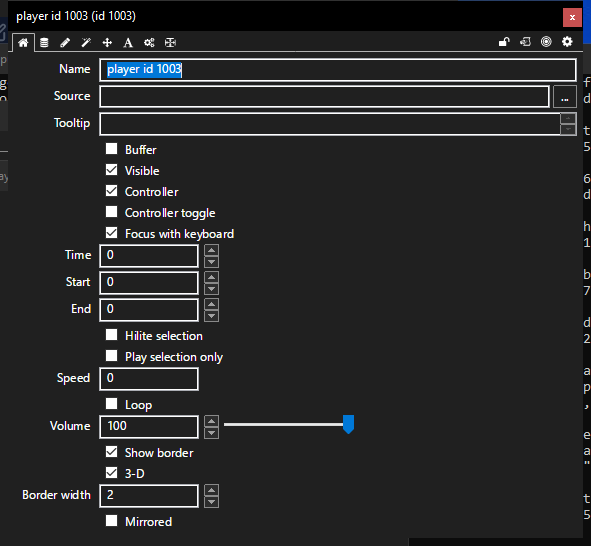 player id 1003 (id 1003)
x
A
Name player id 1003
Source ...
Tooltip
Buffer
Visible
Controller
Controller toggle
Focus with keyboard
Time 0
Start 0
End 0
Hilite selection
Play selection only
Speed 0
Loop
Volume 100
Show border
3-D
Border width 2
Mirrored